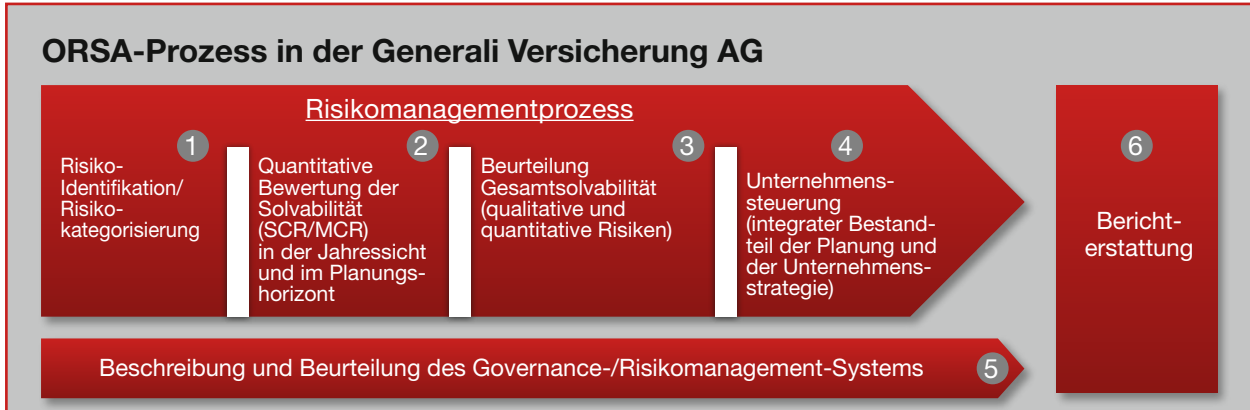 ORSA-Prozess in der Generali Versicherung AG
Risikomanagementprozess
1
Risiko-
Identifikation/
Risiko-
kategorisierung
2
Quantitative
Bewertung der
Solvabilität
(SCR/MCR)
in der Jahressicht
und im Planungs-
horizont
3
Beurteilung
Gesamtsolvabilität
(qualitative und
quantitative Risiken)
4
Unternehmens-
steuerung
(integrater Bestand-
teil der Planung und
der Unternehmens-
strategie)
Beschreibung und Beurteilung des Governance-/Risikomanagement-Systems
5
6
Bericht-
erstattung